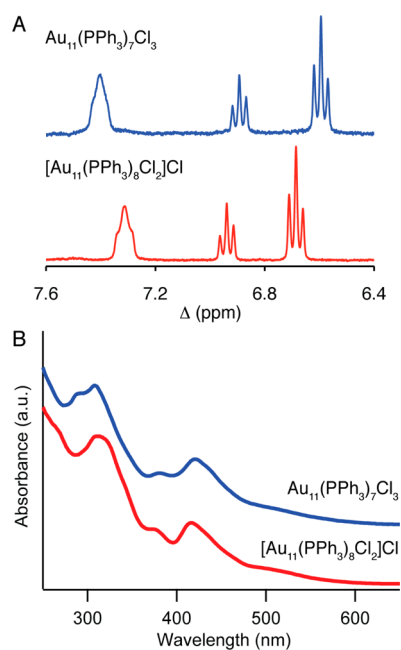 A
Au₁₁(PPh₃)₇Cl₃
[Au₁₁(PPh₃)₈Cl₂]Cl
7.6 7.2 6.8 6.4
Δ (ppm)
B
Absorbance (a.u.)
Au₁₁(PPh₃)₇Cl₃
[Au₁₁(PPh₃)₈Cl₂]Cl
300 400 500 600
Wavelength (nm)